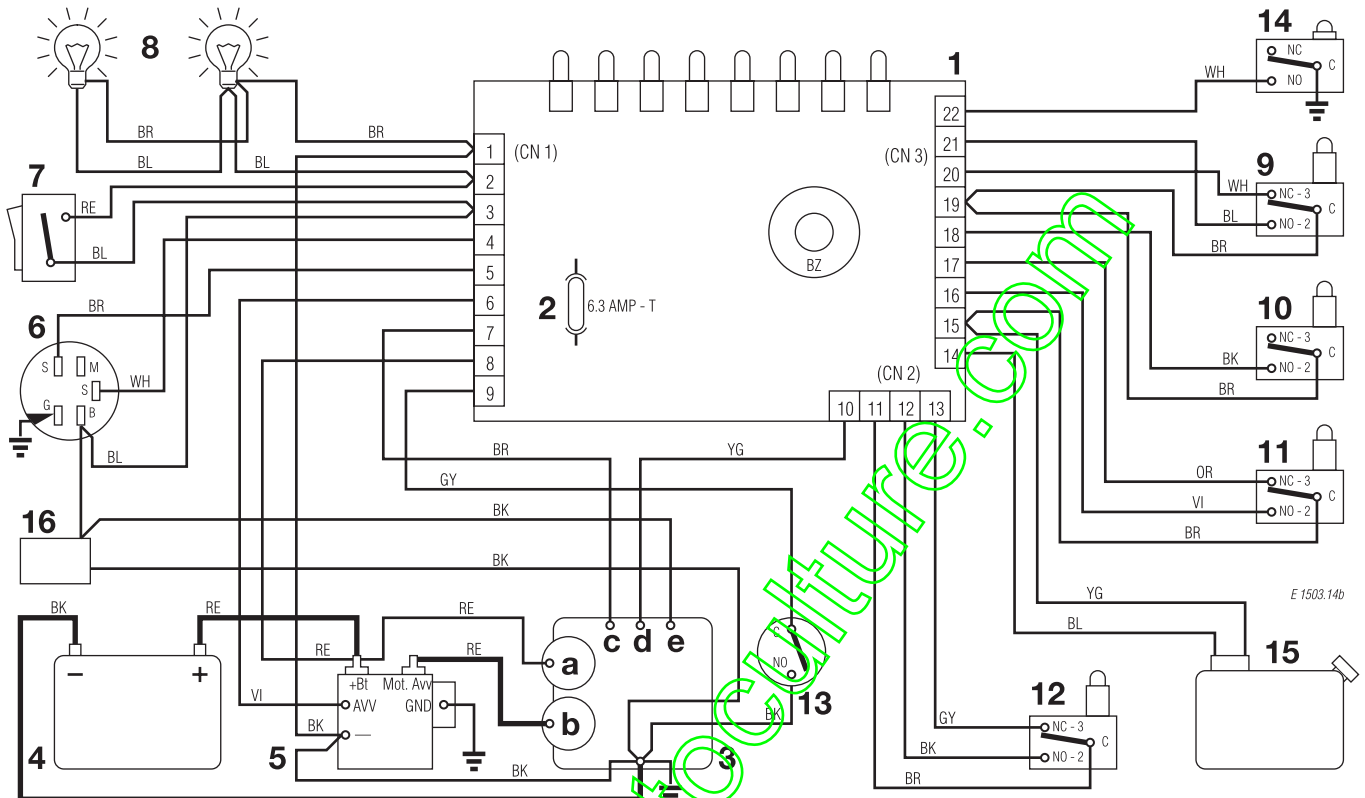 8
14
NC
C
NO
WH
1
22
21
20
19
18
17
16
15
14
(CN 3)
(CN 1)
1
2
3
4
5
6
7
8
9
BR
BR
BL
BL
7
RE
BL
9
WH
NC - 3
C
BL
NO - 2
BR
BZ
2
6.3 AMP - T
6
BR
S
M
S
WH
G
B
BL
10
NC - 3
C
BK
NO - 2
BR
(CN 2)
10
11
12
13
11
OR
NC - 3
C
VI
NO - 2
BR
BR
YG
GY
BK
BK
16
E 1503.14b
YG
BL
15
BK
RE
RE
RE
RE
c
d
e
a
b
C
NO
13
BK
3
4
5
+Bt
Mot. Avv
AVV
GND
VI
BK
BK
12
GY
NC - 3
C
BK
NO - 2
BR
toculture.com